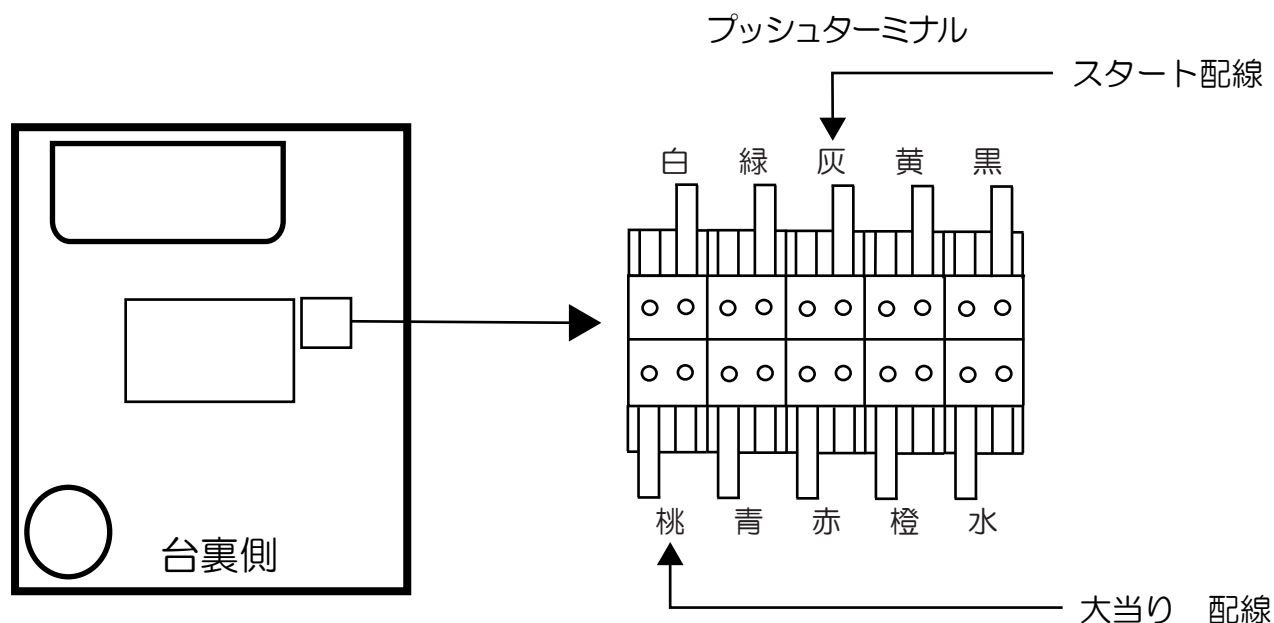 プッシュターミナル
スタート配線
白 緑 灰 黄 黒
桃 青 赤 橙 水
台裏側
大当り 配線